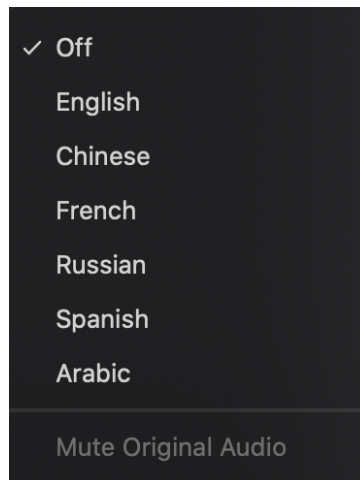 Off
English
Chinese
French
Russian
Spanish
Arabic
Mute Original Audio